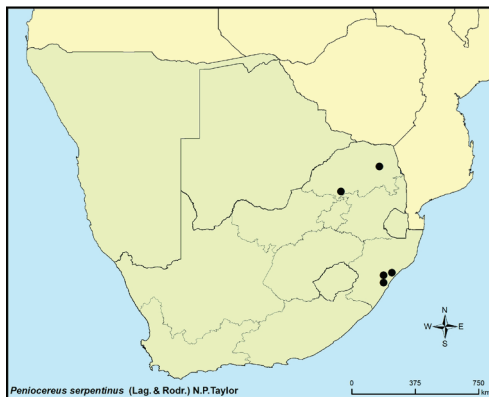 N
W E
S
Peniocereus serpentinus (Lag. & Rodr.) N.P.Taylor
0 375 750
km